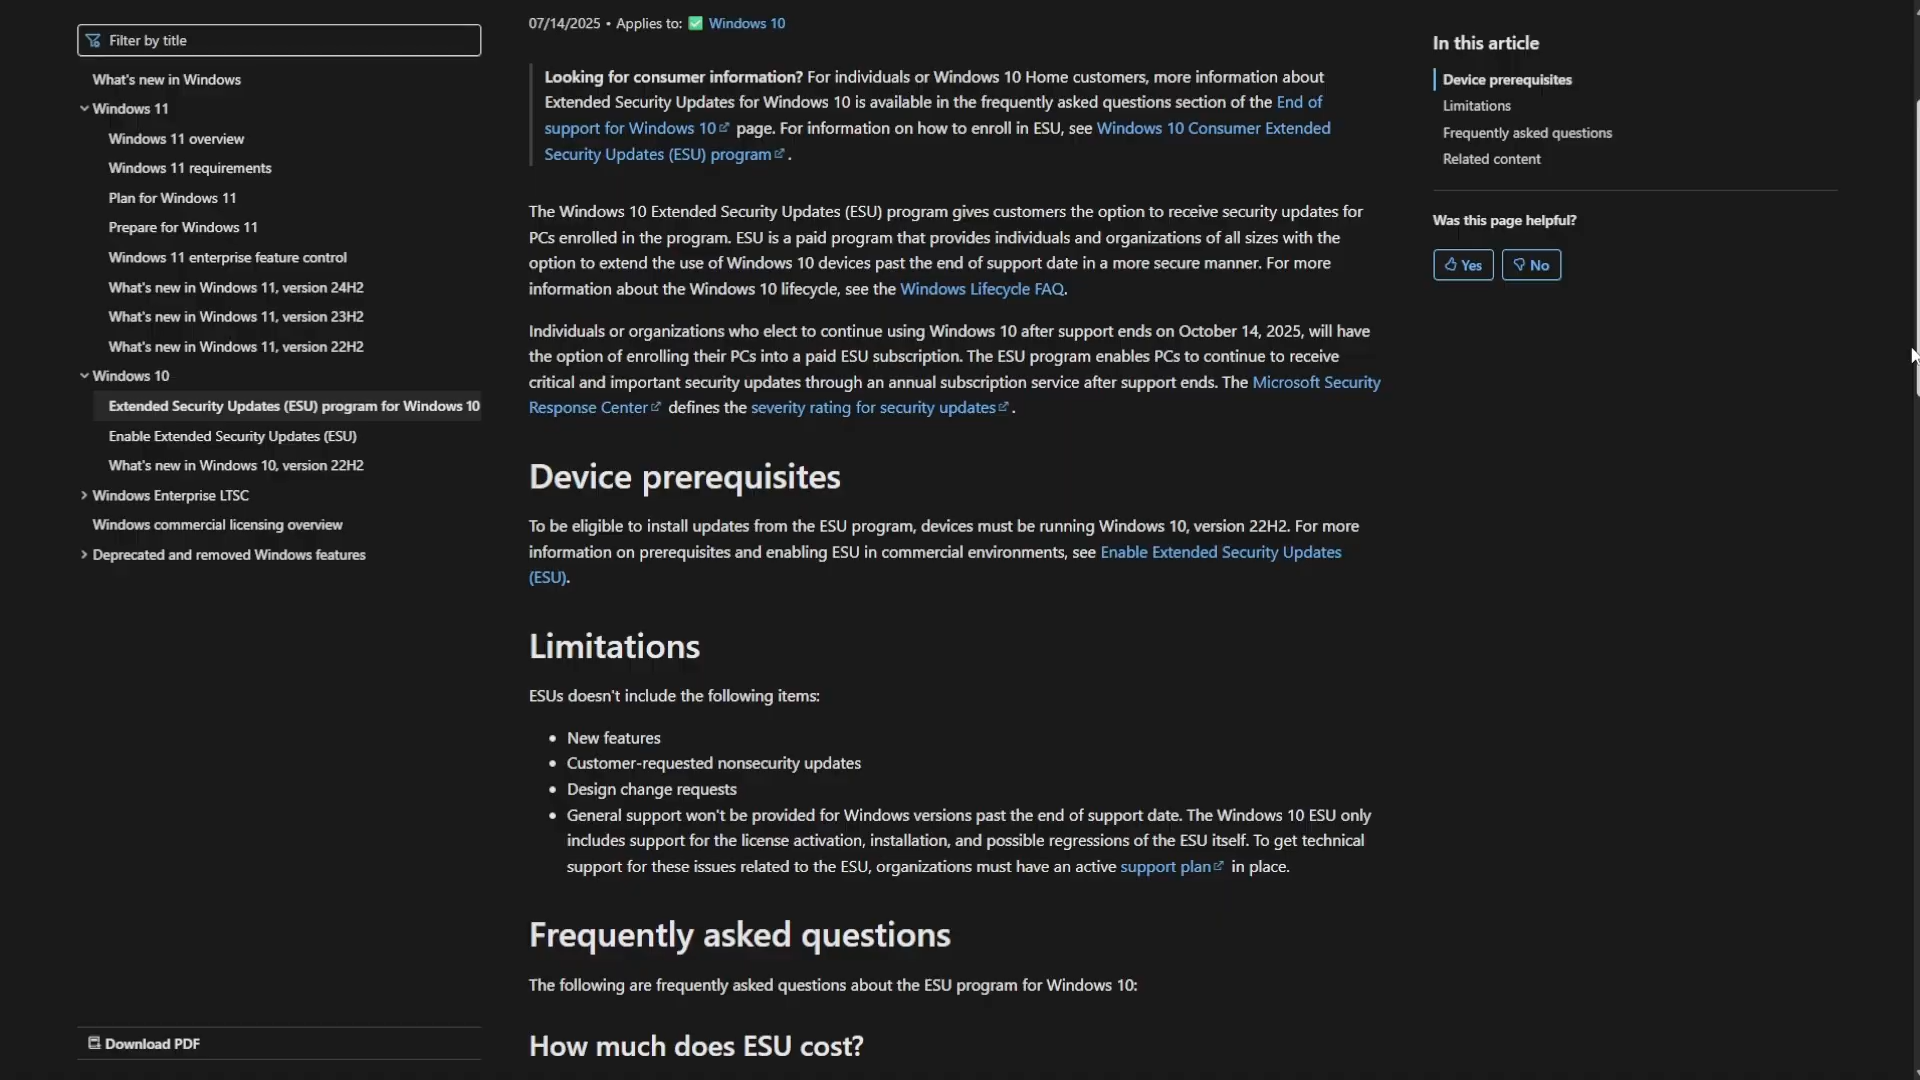 Filter by title
What's new in Windows
Windows 11
Windows 11 overview
Windows 11 requirements
Plan for Windows 11
Prepare for Windows 11
Windows 11 enterprise feature control
What's new in Windows 11, version 24H2
What's new in Windows 11, version 23H2
What's new in Windows 11, version 22H2
Windows 10
Extended Security Updates (ESU) program for Windows 10
Enable Extended Security Updates (ESU)
What's new in Windows 10, version 22H2
Windows Enterprise LTSC
Windows commercial licensing overview
Deprecated and removed Windows features
Download PDF
07/14/2025 • Applies to: ✅ Windows 10
Looking for consumer information? For individuals or Windows 10 Home customers, more information about
Extended Security Updates for Windows 10 is available in the frequently asked questions section of the End of
support for Windows 10 page. For information on how to enroll in ESU, see Windows 10 Consumer Extended
Security Updates (ESU) program .
The Windows 10 Extended Security Updates (ESU) program gives customers the option to receive security updates for
PCs enrolled in the program. ESU is a paid program that provides individuals and organizations of all sizes with the
option to extend the use of Windows 10 devices past the end of support date in a more secure manner. For more
information about the Windows 10 lifecycle, see the Windows Lifecycle FAQ.
Individuals or organizations who elect to continue using Windows 10 after support ends on October 14, 2025, will have
the option of enrolling their PCs into a paid ESU subscription. The ESU program enables PCs to continue to receive
critical and important security updates through an annual subscription service after support ends. The Microsoft Security
Response Center defines the severity rating for security updates .
Device prerequisites
To be eligible to install updates from the ESU program, devices must be running Windows 10, version 22H2. For more
information on prerequisites and enabling ESU in commercial environments, see Enable Extended Security Updates
(ESU).
Limitations
ESUs doesn't include the following items:
• New features
• Customer-requested nonsecurity updates
• Design change requests
• General support won't be provided for Windows versions past the end of support date. The Windows 10 ESU only
includes support for the license activation, installation, and possible regressions of the ESU itself. To get technical
support for these issues related to the ESU, organizations must have an active support plan in place.
Frequently asked questions
The following are frequently asked questions about the ESU program for Windows 10:
How much does ESU cost?
In this article
Device prerequisites
Limitations
Frequently asked questions
Related content
Was this page helpful?
Yes No